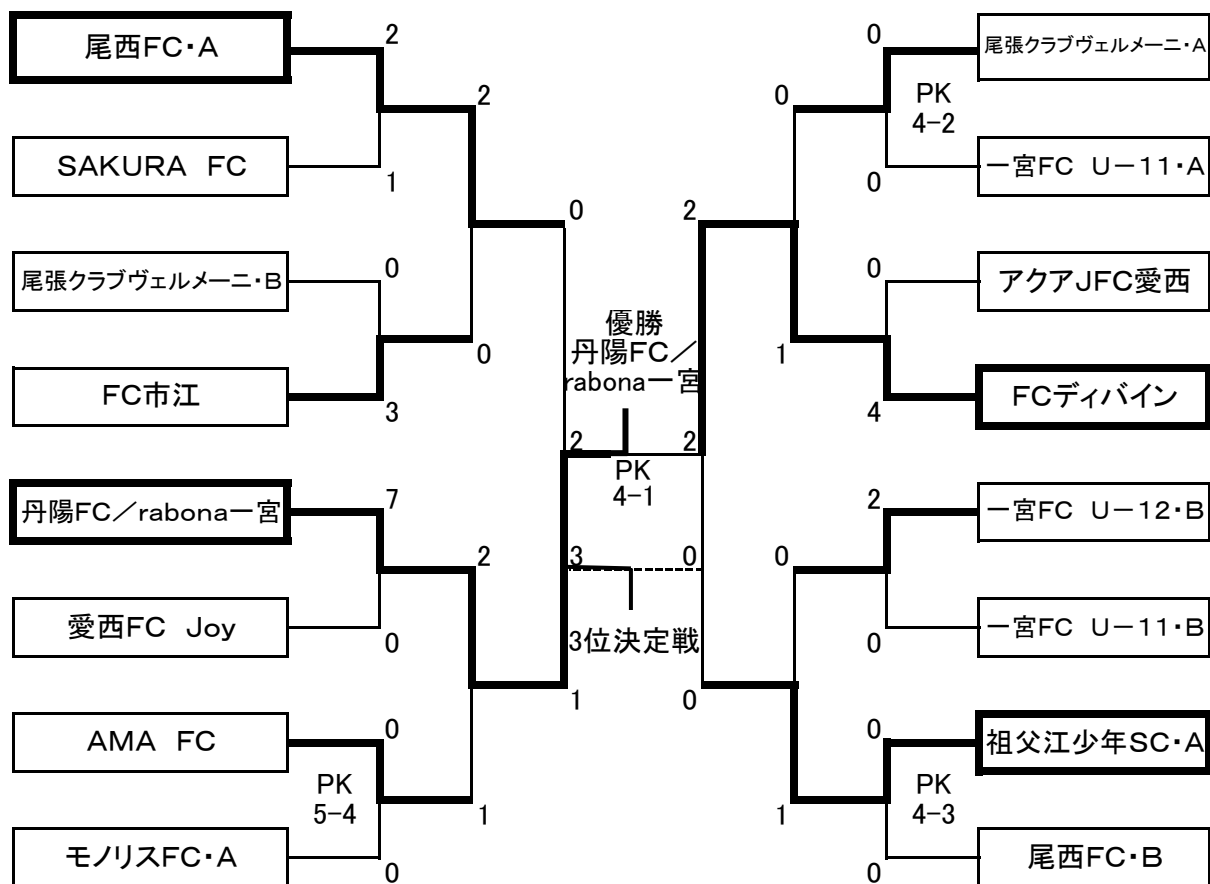 尾西FC・A
2
2
SAKURA FC
1
0
尾張クラブヴェルメーニ・B
0
0
FC市江
3
丹陽FC／rabona一宮
7
2
愛西FC Joy
0
1
AMA FC
0
PK
5-4
1
モノリスFC・A
0
優勝
丹陽FC／
rabona一宮
2
2
PK
4-1
3
0
3位決定戦
0
尾張クラブヴェルメーニ・A
0
PK
4-2
一宮FC U－11・A
0
2
アクアJFC愛西
0
1
FCディバイン
4
一宮FC U－12・B
2
0
一宮FC U－11・B
0
0
祖父江少年SC・A
0
PK
4-3
1
尾西FC・B
0